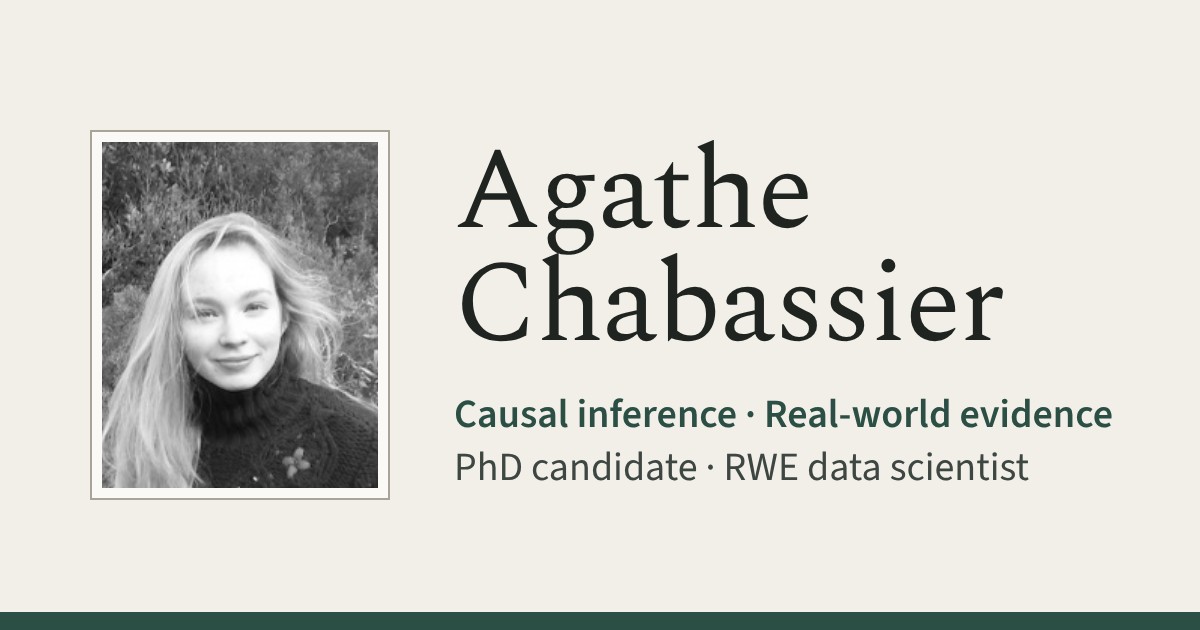 Agathe
Chabassier
Causal inference · Real-world evidence
PhD candidate · RWE data scientist